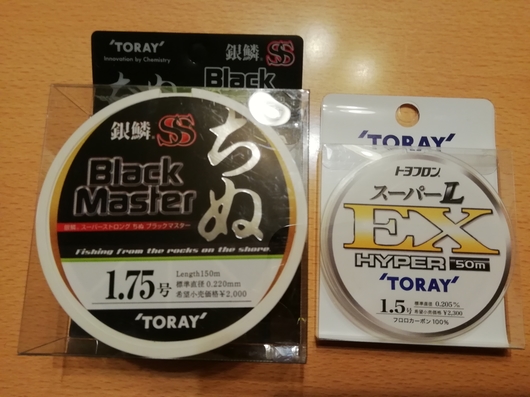 'TORAY'
Innovation by Chemistry
銀鱗SS
Black
銀鱗SS
ちぬ
Black
Master
銀鱗、スーパーストロング ちぬ ブラックマスター
Fishing from the rocks on the shore.
1.75号
Length150m
標準直径 0.220mm
希望小売価格¥2,000
'TORAY'
'TORAY'
トヨフロン
スーパーL
EX
HYPER 50m
'TORAY'
1.5号
標準直径 0.205%
希望小売価格 ¥2,300
フロロカーボン100%